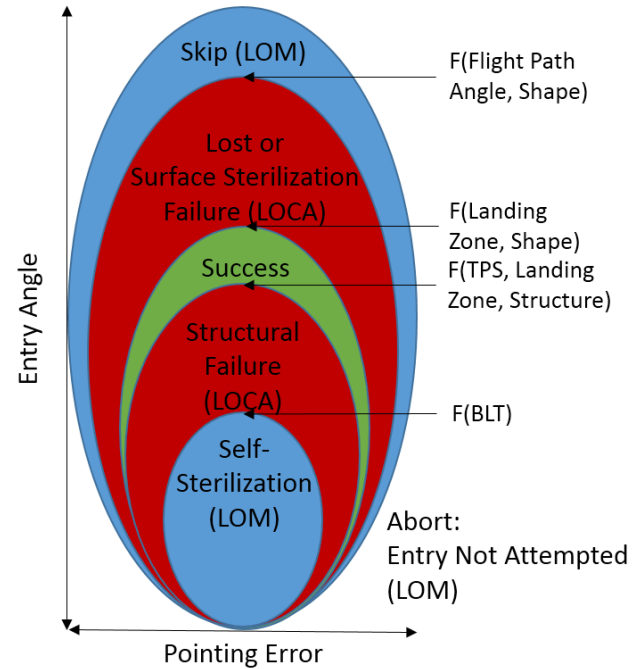 Skip (LOM)
F(Flight Path
Angle, Shape)
Lost or
Surface Sterilization
Failure (LOCA)
F(Landing
Zone, Shape)
Success
F(TPS, Landing
Zone, Structure)
Structural
Failure
(LOCA)
F(BLT)
Self-
Sterilization
(LOM)
Abort:
Entry Not Attempted
(LOM)
Entry Angle
Pointing Error